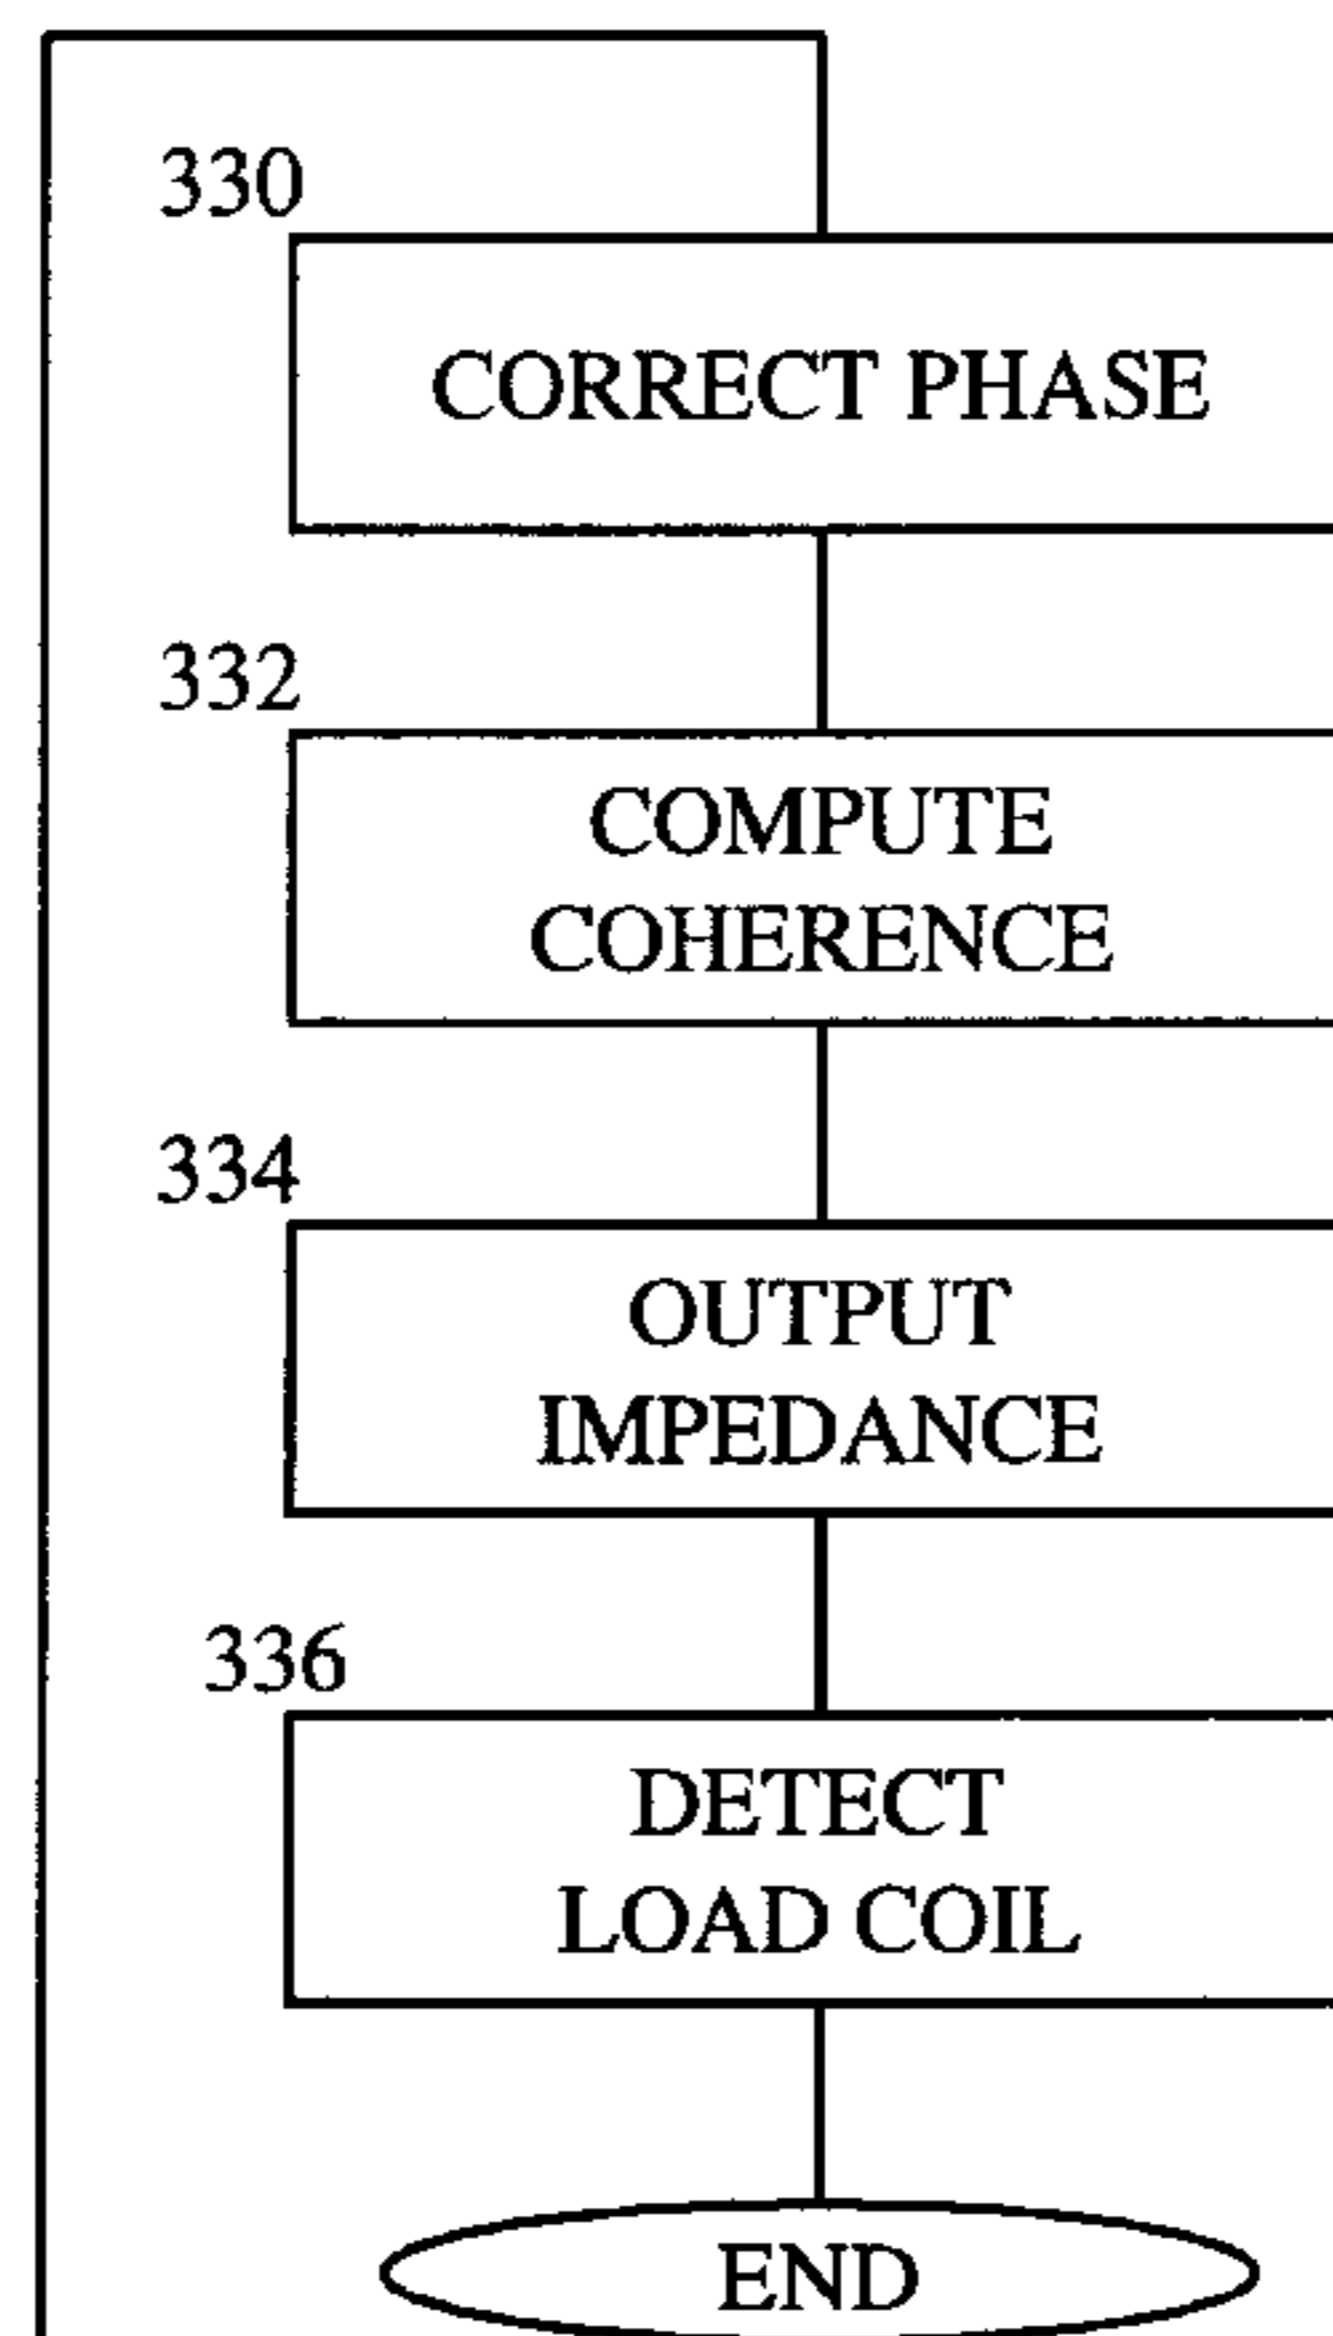 330
CORRECT PHASE
332
COMPUTE
COHERENCE
334
OUTPUT
IMPEDANCE
336
DETECT
LOAD COIL
END